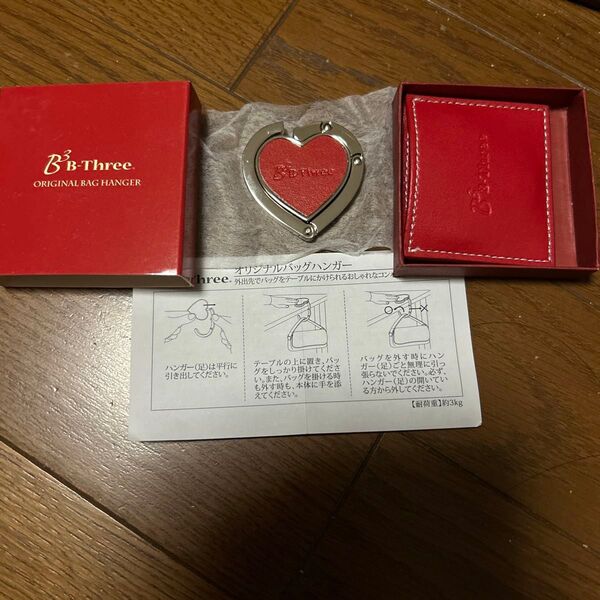 B³ B-Three®
ORIGINAL BAG HANGER
B³ B-Three
B³ B-Three®
オリジナルバッグハンガー
Three®
外出先でバッグをテーブルにかけられるおしゃれなコン
ハンガー(足)は平行に
引き出してください。
テーブルの上に置き、バッ
グをしっかり掛けてくださ
い。また、バッグを掛ける時
も外す時も、本体に手を添
えてください。
バッグを外す時にハン
ガー(足)ごと無理に引っ
張らないでください。必ず、
ハンガー(足)の開いてい
る方から外してください。
【耐荷重】約3kg